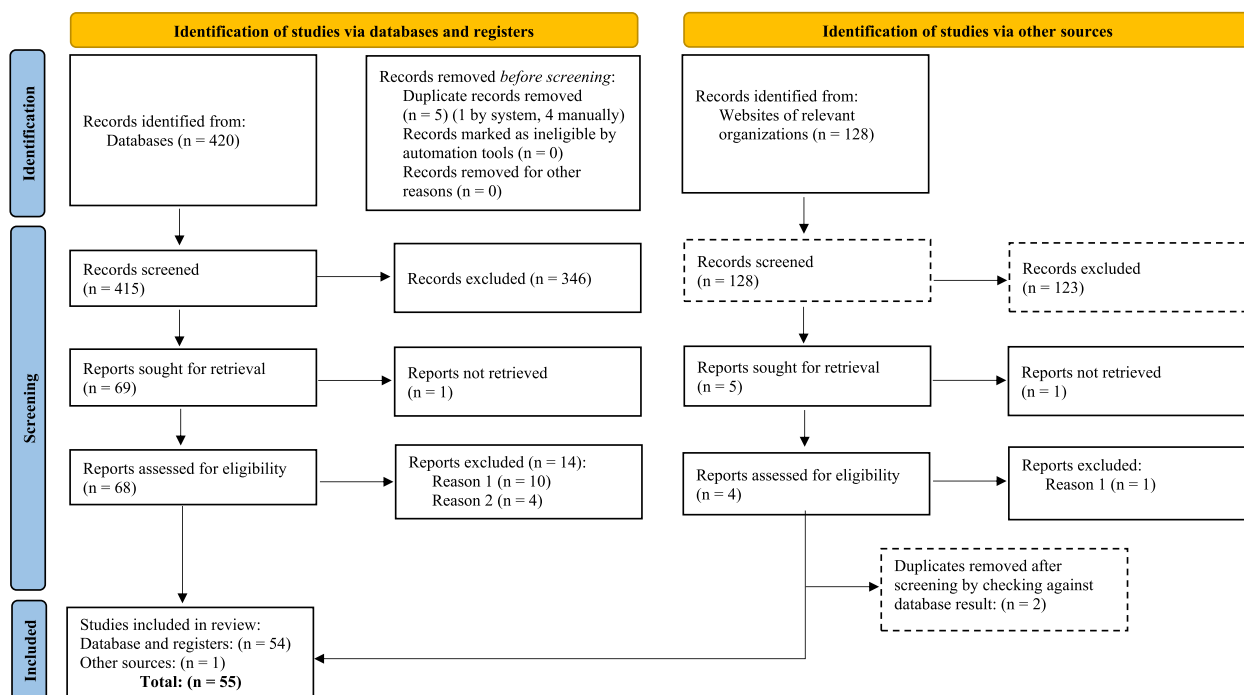 Identification of studies via databases and registers
Identification of studies via other sources
Identification
Records identified from:
Databases (n = 420)
Records removed before screening:
Duplicate records removed
(n = 5) (1 by system, 4 manually)
Records marked as ineligible by
automation tools (n = 0)
Records removed for other
reasons (n = 0)
Records identified from:
Websites of relevant
organizations (n = 128)
Screening
Records screened
(n = 415)
Records excluded (n = 346)
Records screened
(n = 128)
Records excluded
(n = 123)
Reports sought for retrieval
(n = 69)
Reports not retrieved
(n = 1)
Reports sought for retrieval
(n = 5)
Reports not retrieved
(n = 1)
Reports assessed for eligibility
(n = 68)
Reports excluded (n = 14):
Reason 1 (n = 10)
Reason 2 (n = 4)
Reports assessed for eligibility
(n = 4)
Reports excluded:
Reason 1 (n = 1)
Duplicates removed after
screening by checking against
database result: (n = 2)
Included
Studies included in review:
Database and registers: (n = 54)
Other sources: (n = 1)
Total: (n = 55)